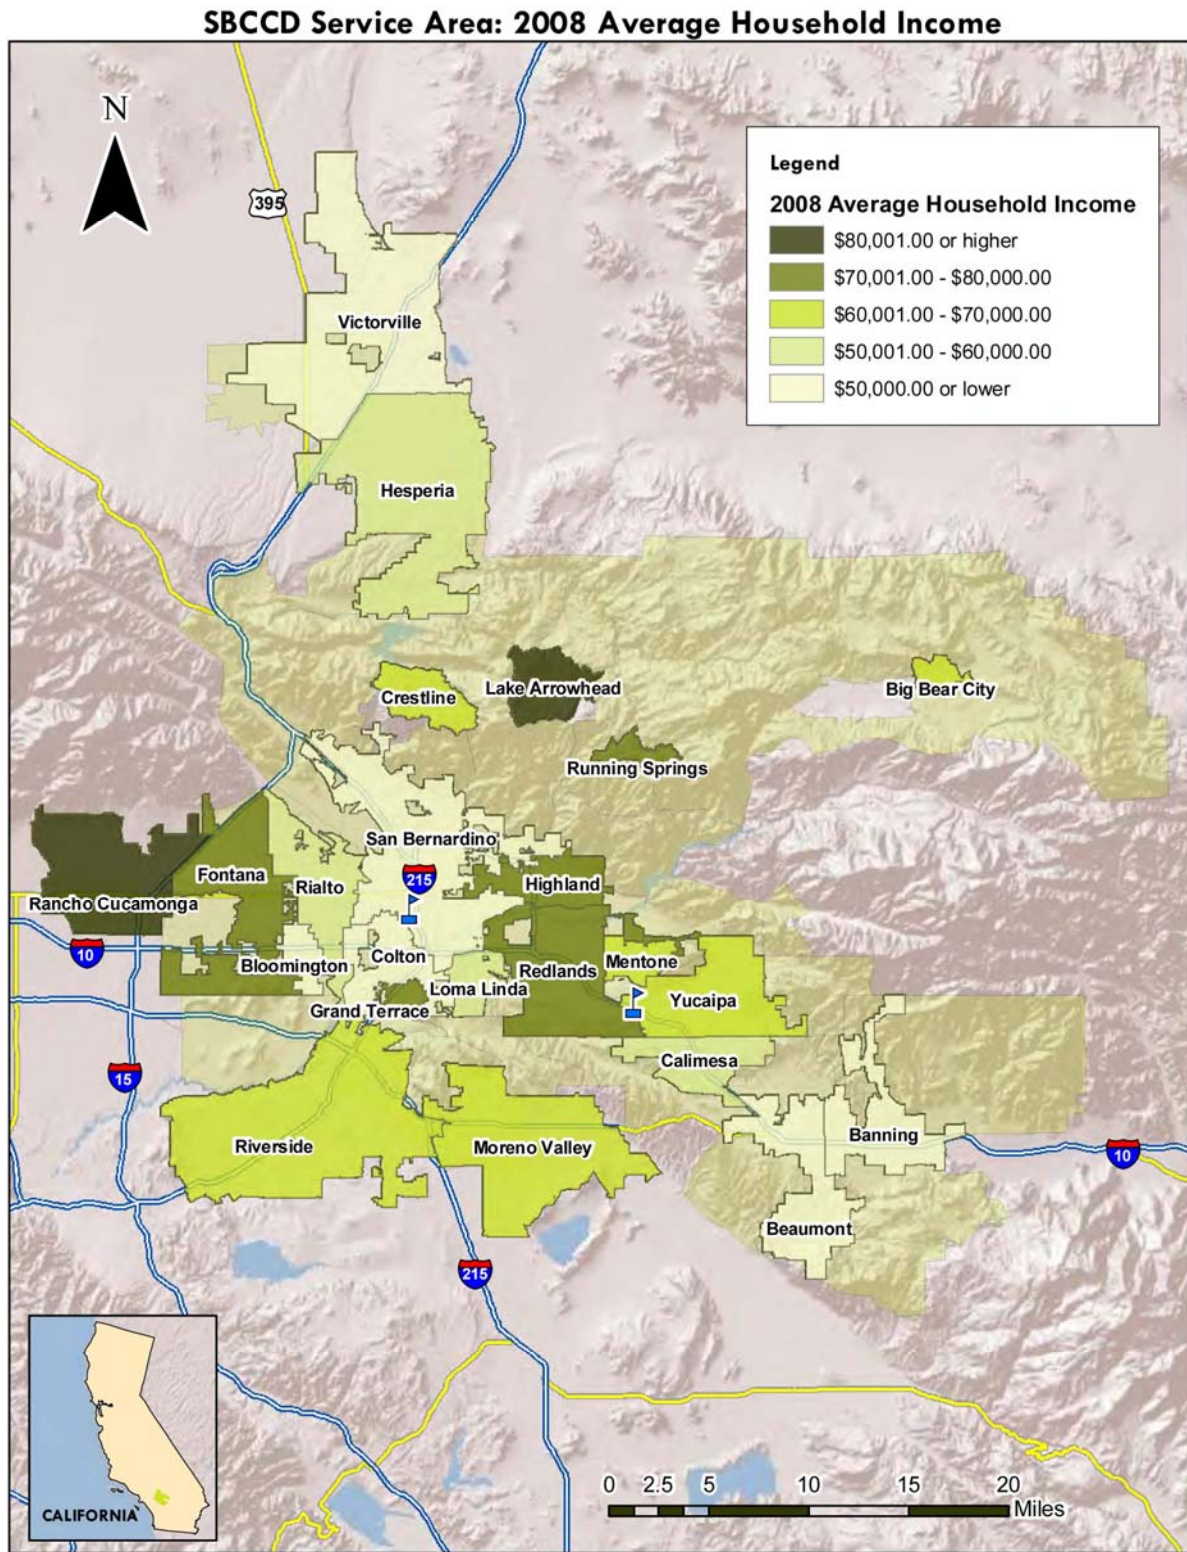 SBCCD Service Area: 2008 Average Household Income
N
395
Legend
2008 Average Household Income
$80,001.00 or higher
$70,001.00 - $80,000.00
$60,001.00 - $70,000.00
$50,001.00 - $60,000.00
$50,000.00 or lower
Victorville
Hesperia
Crestline
Lake Arrowhead
Big Bear City
Running Springs
San Bernardino
Fontana
Rialto
215
Highland
Rancho Cucamonga
10
Bloomington
Colton
Loma Linda
Redlands
Mentone
Yucaipa
Grand Terrace
Calimesa
15
Riverside
Moreno Valley
Banning
10
Beaumont
215
CALIFORNIA
0 2.5 5 10 15 20
Miles